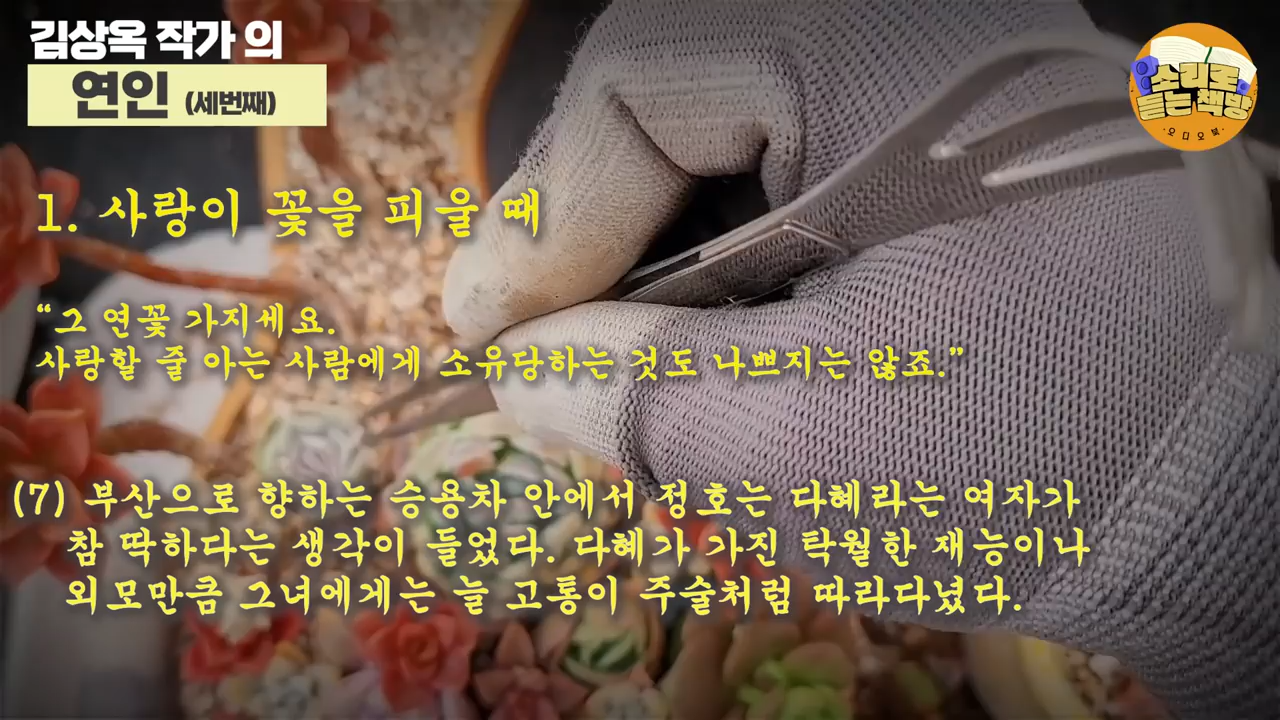 김상옥 작가 의
연인 (세번째)
소리로
듣는 책방
·오디오북·
1. 사랑이 꽃을 피울 때
“그 연꽃 가지세요.
사랑할 줄 아는 사람에게 소유당하는 것도 나쁘지는 않죠.”
(7) 부산으로 향하는 승용차 안에서 정호는 다혜라는 여자가
참 딱하다는 생각이 들었다. 다혜가 가진 탁월한 재능이나
외모만큼 그녀에게는 늘 고통이 주술처럼 따라다녔다.